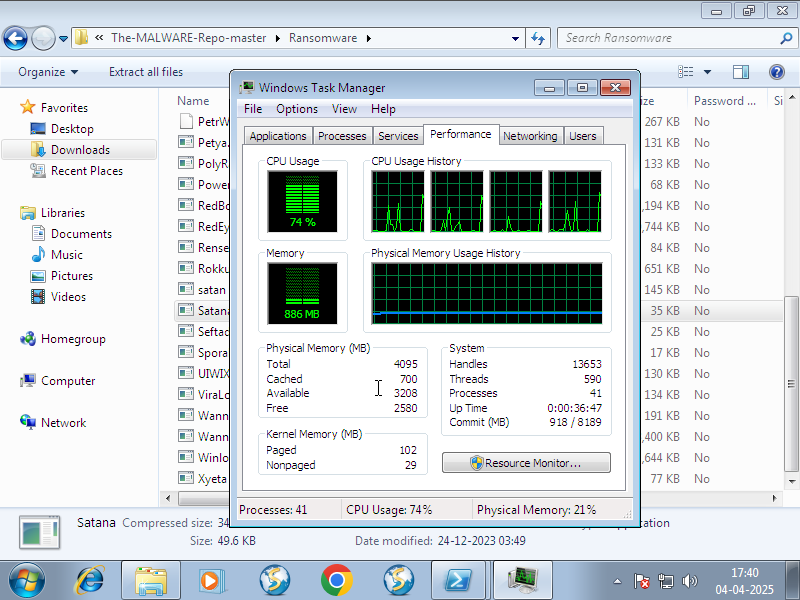 The-MALWARE-Repo-master
Ransomware
Search Ransomware
Organize
Extract all files
Name
ize
Password ...
Si
Favorites
Desktop
Downloads
Recent Places
Libraries
Documents
Music
Pictures
Videos
Homegroup
Computer
Network
PetrW
Petya.
PolyR
Power
RedBo
RedEy
Rense
Rokku
satan
Satana
Seftad
Spora
UIWIX
ViraLo
Wann
Wann
Winlo
Xyeta
267 KB No
131 KB No
133 KB No
68 KB No
,194 KB No
,744 KB No
84 KB No
651 KB No
145 KB No
35 KB No
25 KB No
17 KB No
130 KB No
134 KB No
191 KB No
,400 KB No
,644 KB No
77 KB No
Windows Task Manager
File Options View Help
Applications Processes Services Performance Networking Users
CPU Usage
74 %
CPU Usage History
Memory
886 MB
Physical Memory Usage History
Physical Memory (MB)
Total 4095
Cached 700
Available 3208
Free 2580
Kernel Memory (MB)
Paged 102
Nonpaged 29
System
Handles 13653
Threads 590
Processes 41
Up Time 0:00:36:47
Commit (MB) 918 / 8189
Resource Monitor...
Processes: 41
CPU Usage: 74%
Physical Memory: 21%
Satana Compressed size: 34
application
Size: 49.6 KB
Date modified: 24-12-2023 03:49
17:40
04-04-2025